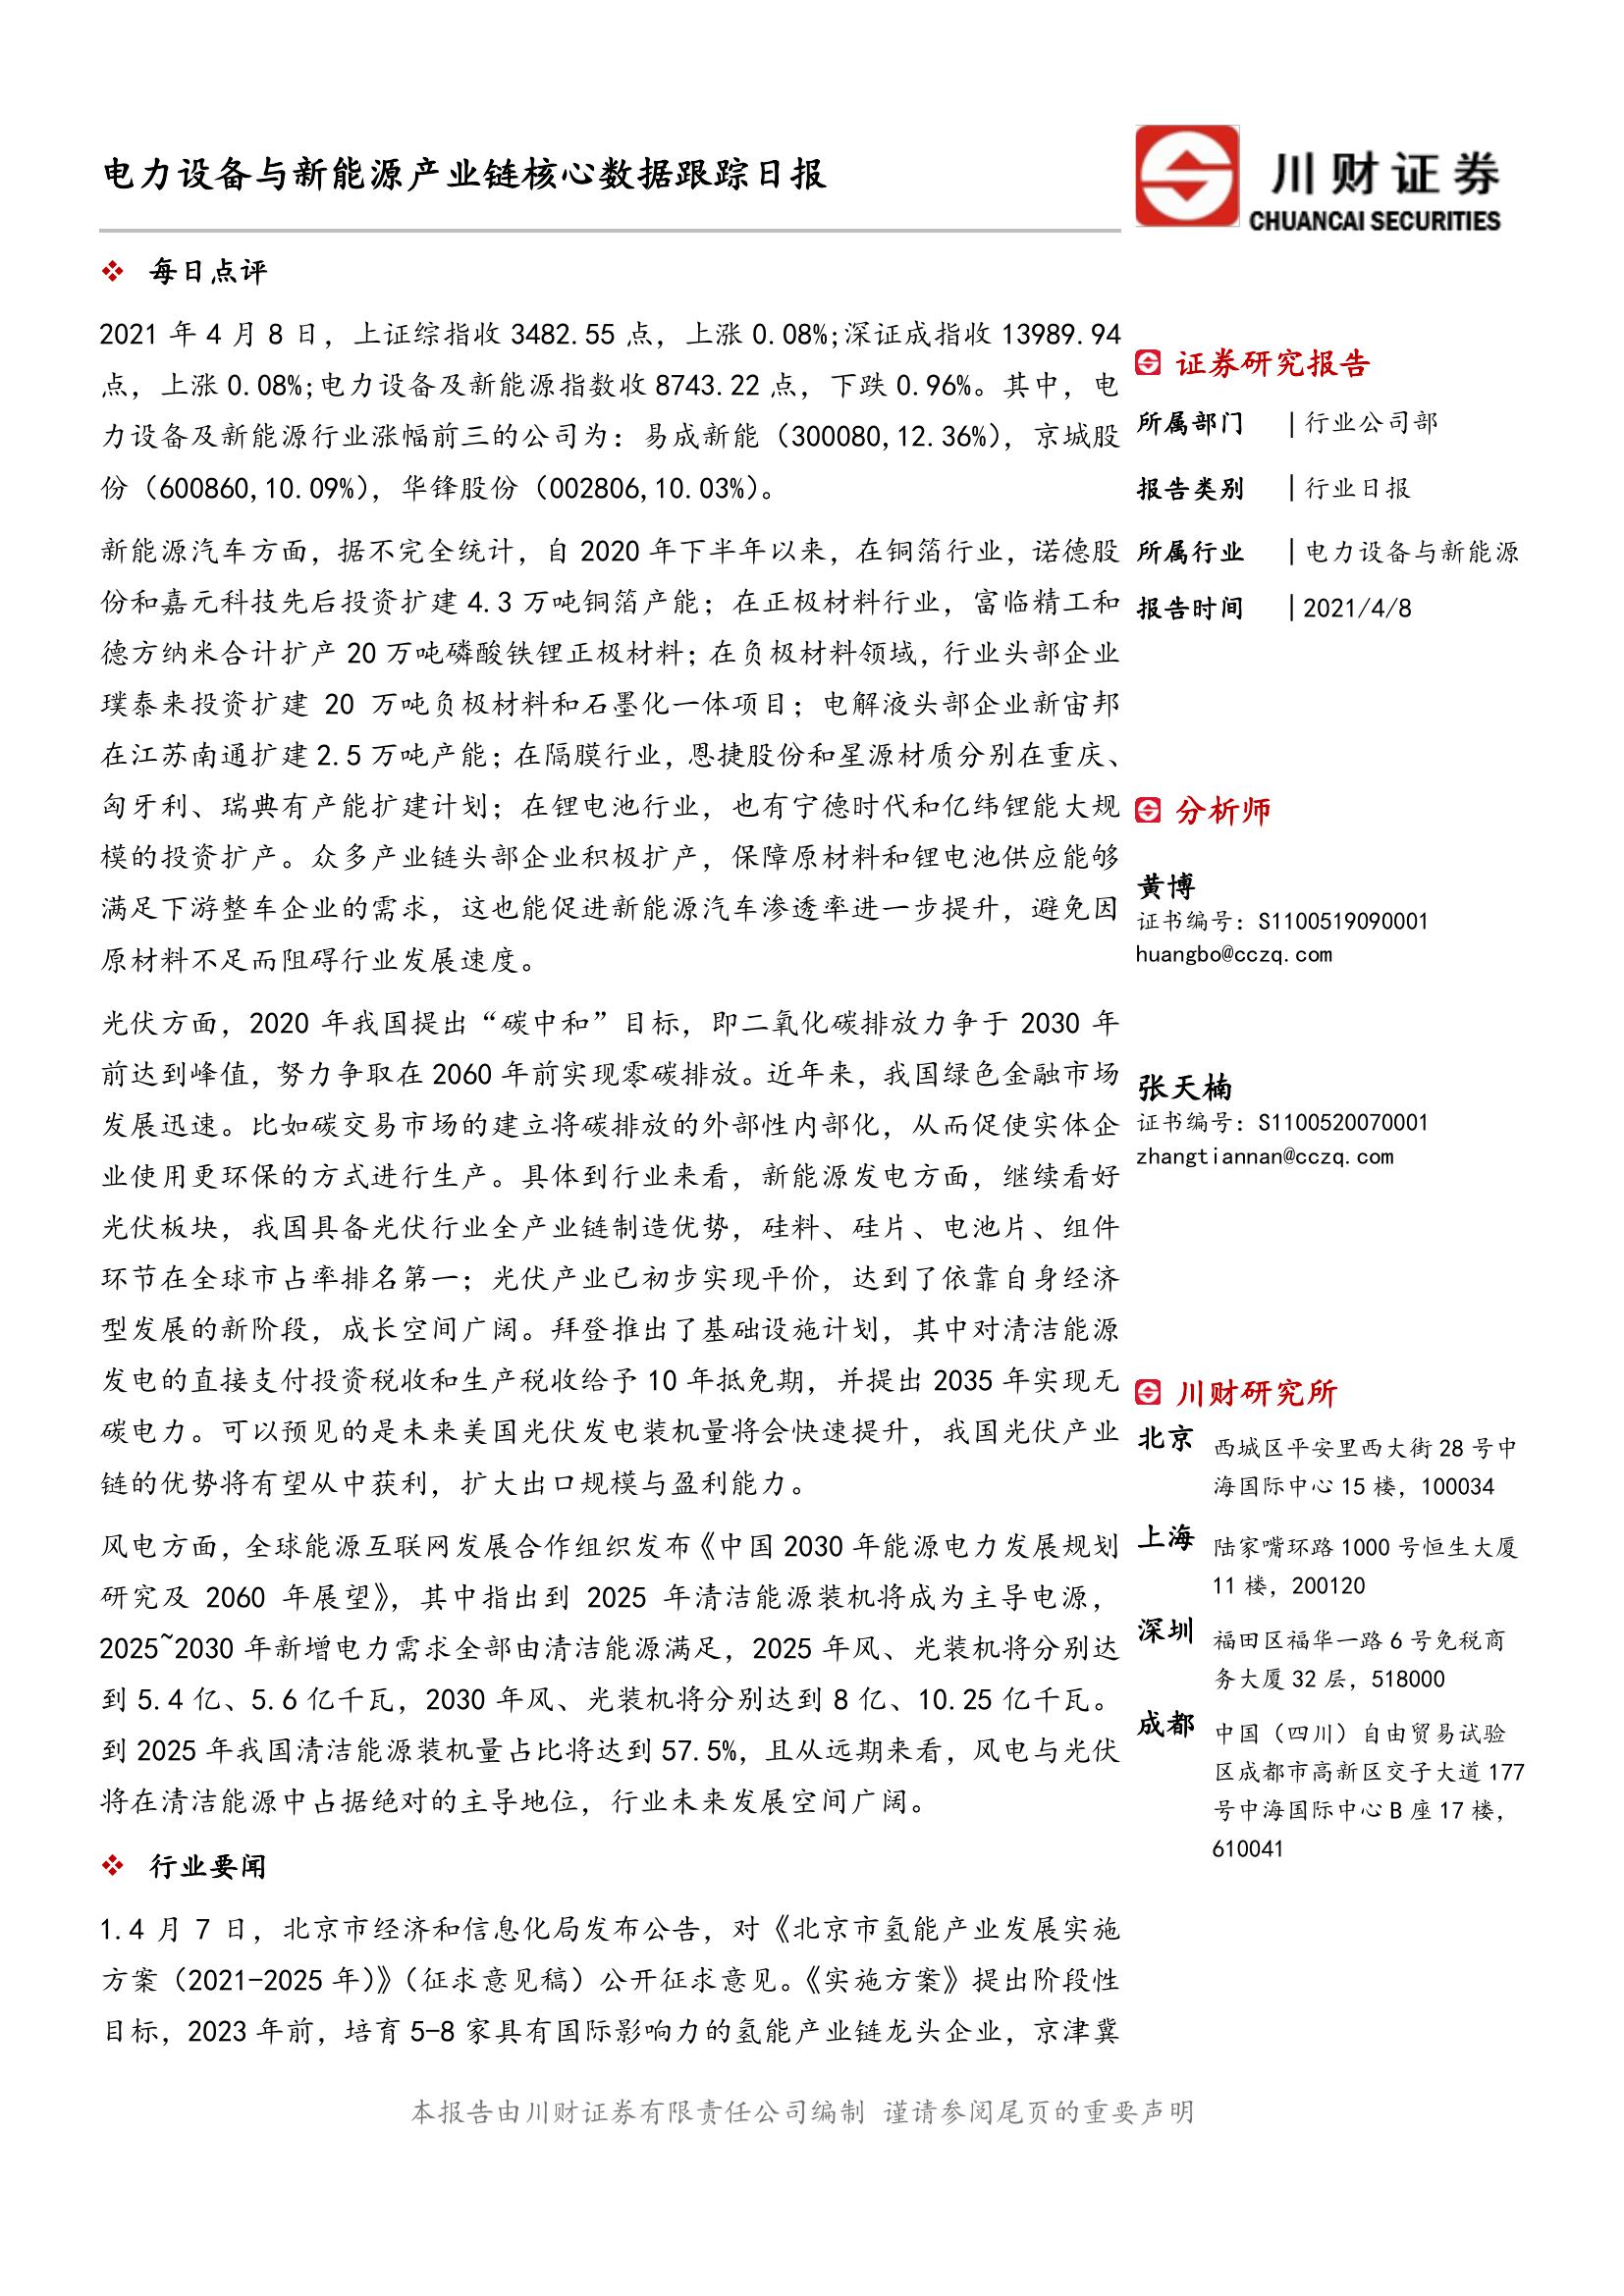 电力设备与新能源产业链核心数据跟踪日报
川财证券
CHUANCAI SECURITIES
❖ 每日点评
2021 年 4 月 8 日，上证综指收 3482.55 点，上涨 0.08%;深证成指收 13989.94
点，上涨 0.08%;电力设备及新能源指数收 8743.22 点，下跌 0.96%。其中，电
力设备及新能源行业涨幅前三的公司为：易成新能（300080,12.36%），京城股
份（600860,10.09%），华锋股份（002806,10.03%）。
新能源汽车方面，据不完全统计，自 2020 年下半年以来，在铜箔行业，诺德股
份和嘉元科技先后投资扩建 4.3 万吨铜箔产能；在正极材料行业，富临精工和
德方纳米合计扩产 20 万吨磷酸铁锂正极材料；在负极材料领域，行业头部企业
璞泰来投资扩建 20 万吨负极材料和石墨化一体项目；电解液头部企业新宙邦
在江苏南通扩建 2.5 万吨产能；在隔膜行业，恩捷股份和星源材质分别在重庆、
匈牙利、瑞典有产能扩建计划；在锂电池行业，也有宁德时代和亿纬锂能大规
模的投资扩产。众多产业链头部企业积极扩产，保障原材料和锂电池供应能够
满足下游整车企业的需求，这也能促进新能源汽车渗透率进一步提升，避免因
原材料不足而阻碍行业发展速度。
光伏方面，2020 年我国提出“碳中和”目标，即二氧化碳排放力争于 2030 年
前达到峰值，努力争取在 2060 年前实现零碳排放。近年来，我国绿色金融市场
发展迅速。比如碳交易市场的建立将碳排放的外部性内部化，从而促使实体企
业使用更环保的方式进行生产。具体到行业来看，新能源发电方面，继续看好
光伏板块，我国具备光伏行业全产业链制造优势，硅料、硅片、电池片、组件
环节在全球市占率排名第一；光伏产业已初步实现平价，达到了依靠自身经济
型发展的新阶段，成长空间广阔。拜登推出了基础设施计划，其中对清洁能源
发电的直接支付投资税收和生产税收给予 10 年抵免期，并提出 2035 年实现无
碳电力。可以预见的是未来美国光伏发电装机量将会快速提升，我国光伏产业
链的优势将有望从中获利，扩大出口规模与盈利能力。
风电方面，全球能源互联网发展合作组织发布《中国 2030 年能源电力发展规划
研究及 2060 年展望》，其中指出到 2025 年清洁能源装机将成为主导电源，
2025~2030 年新增电力需求全部由清洁能源满足，2025 年风、光装机将分别达
到 5.4 亿、5.6 亿千瓦，2030 年风、光装机将分别达到 8 亿、10.25 亿千瓦。
到 2025 年我国清洁能源装机量占比将达到 57.5%，且从远期来看，风电与光伏
将在清洁能源中占据绝对的主导地位，行业未来发展空间广阔。
❖ 行业要闻
1.4 月 7 日，北京市经济和信息化局发布公告，对《北京市氢能产业发展实施
方案（2021-2025 年）》（征求意见稿）公开征求意见。《实施方案》提出阶段性
目标，2023 年前，培育 5-8 家具有国际影响力的氢能产业链龙头企业，京津冀
证券研究报告
所属部门 | 行业公司部
报告类别 | 行业日报
所属行业 | 电力设备与新能源
报告时间 | 2021/4/8
分析师
黄博
证书编号：S1100519090001
huangbo@cczq.com
张天楠
证书编号：S1100520070001
zhangtiannan@cczq.com
川财研究所
北京 西城区平安里西大街 28 号中
海国际中心 15 楼，100034
上海 陆家嘴环路 1000 号恒生大厦
11 楼，200120
深圳 福田区福华一路 6 号免税商
务大厦 32 层，518000
成都 中国（四川）自由贸易试验
区成都市高新区交子大道 177
号中海国际中心 B 座 17 楼，
610041
本报告由川财证券有限责任公司编制 谨请参阅尾页的重要声明